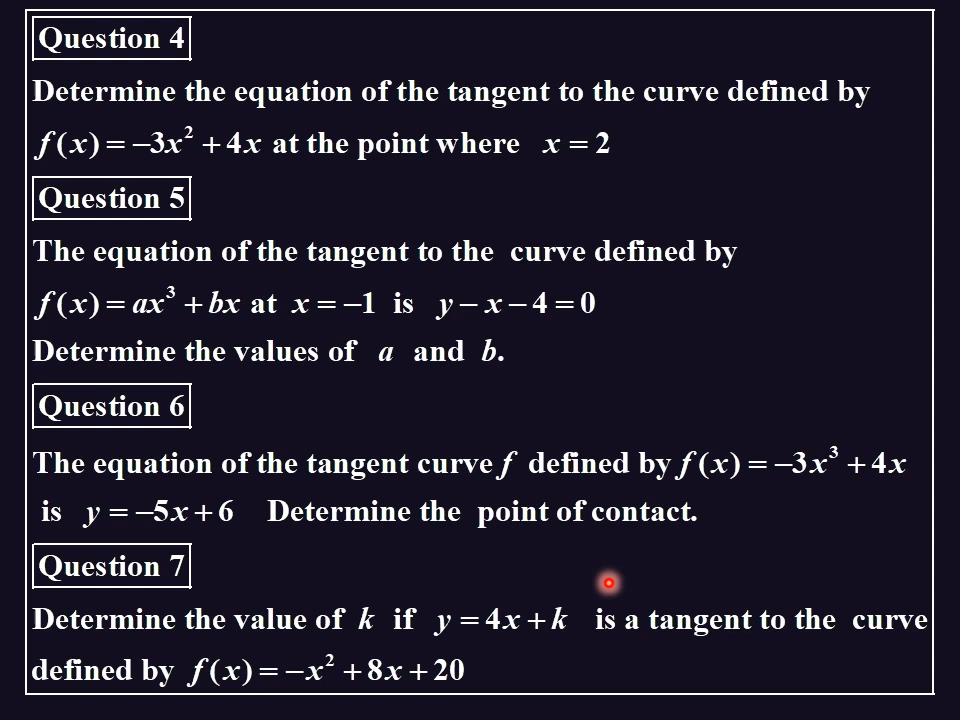 Question 4
Determine the equation of the tangent to the curve defined by
f(x) = −3x² + 4x at the point where x = 2
Question 5
The equation of the tangent to the curve defined by
f(x) = ax³ + bx at x = −1 is y − x − 4 = 0
Determine the values of a and b.
Question 6
The equation of the tangent curve f defined by f(x) = −3x³ + 4x
is y = −5x + 6 Determine the point of contact.
Question 7
Determine the value of k if y = 4x + k is a tangent to the curve
defined by f(x) = −x² + 8x + 20